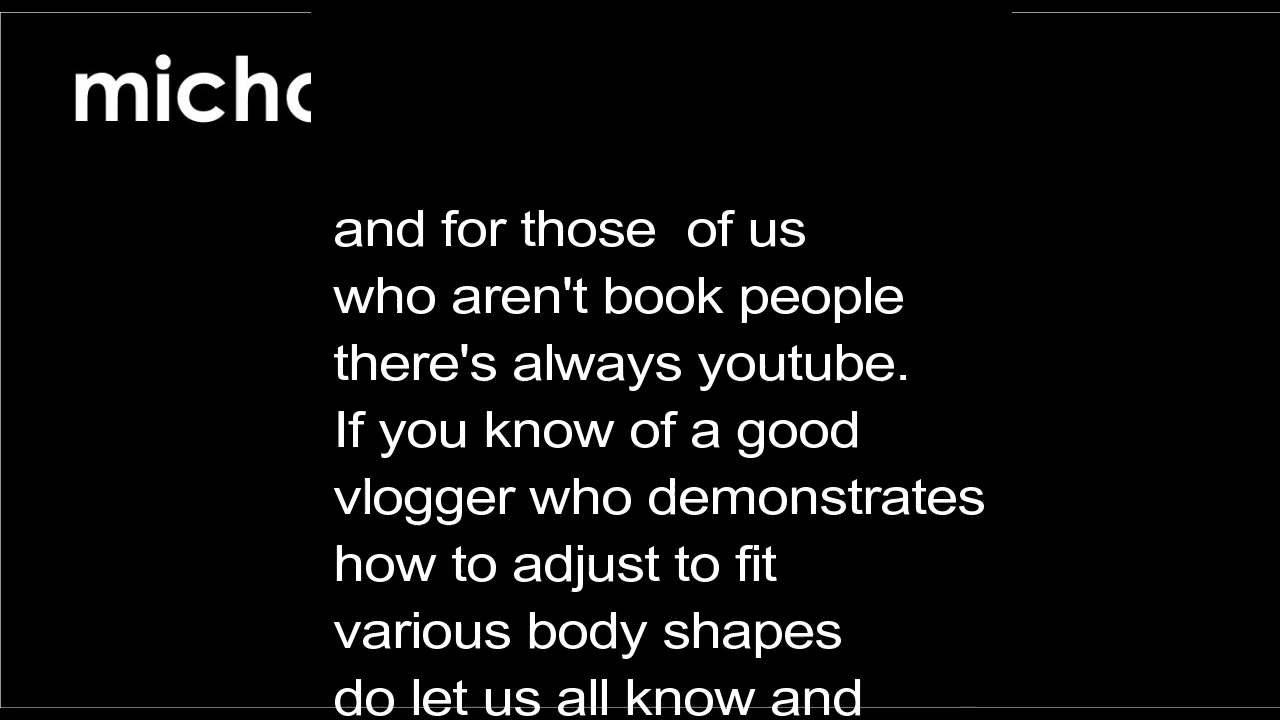 and for those  of us
who aren't book people
there's always youtube.
If you know of a good
vlogger who demonstrates
how to adjust to fit
various body shapes
do let us all know and